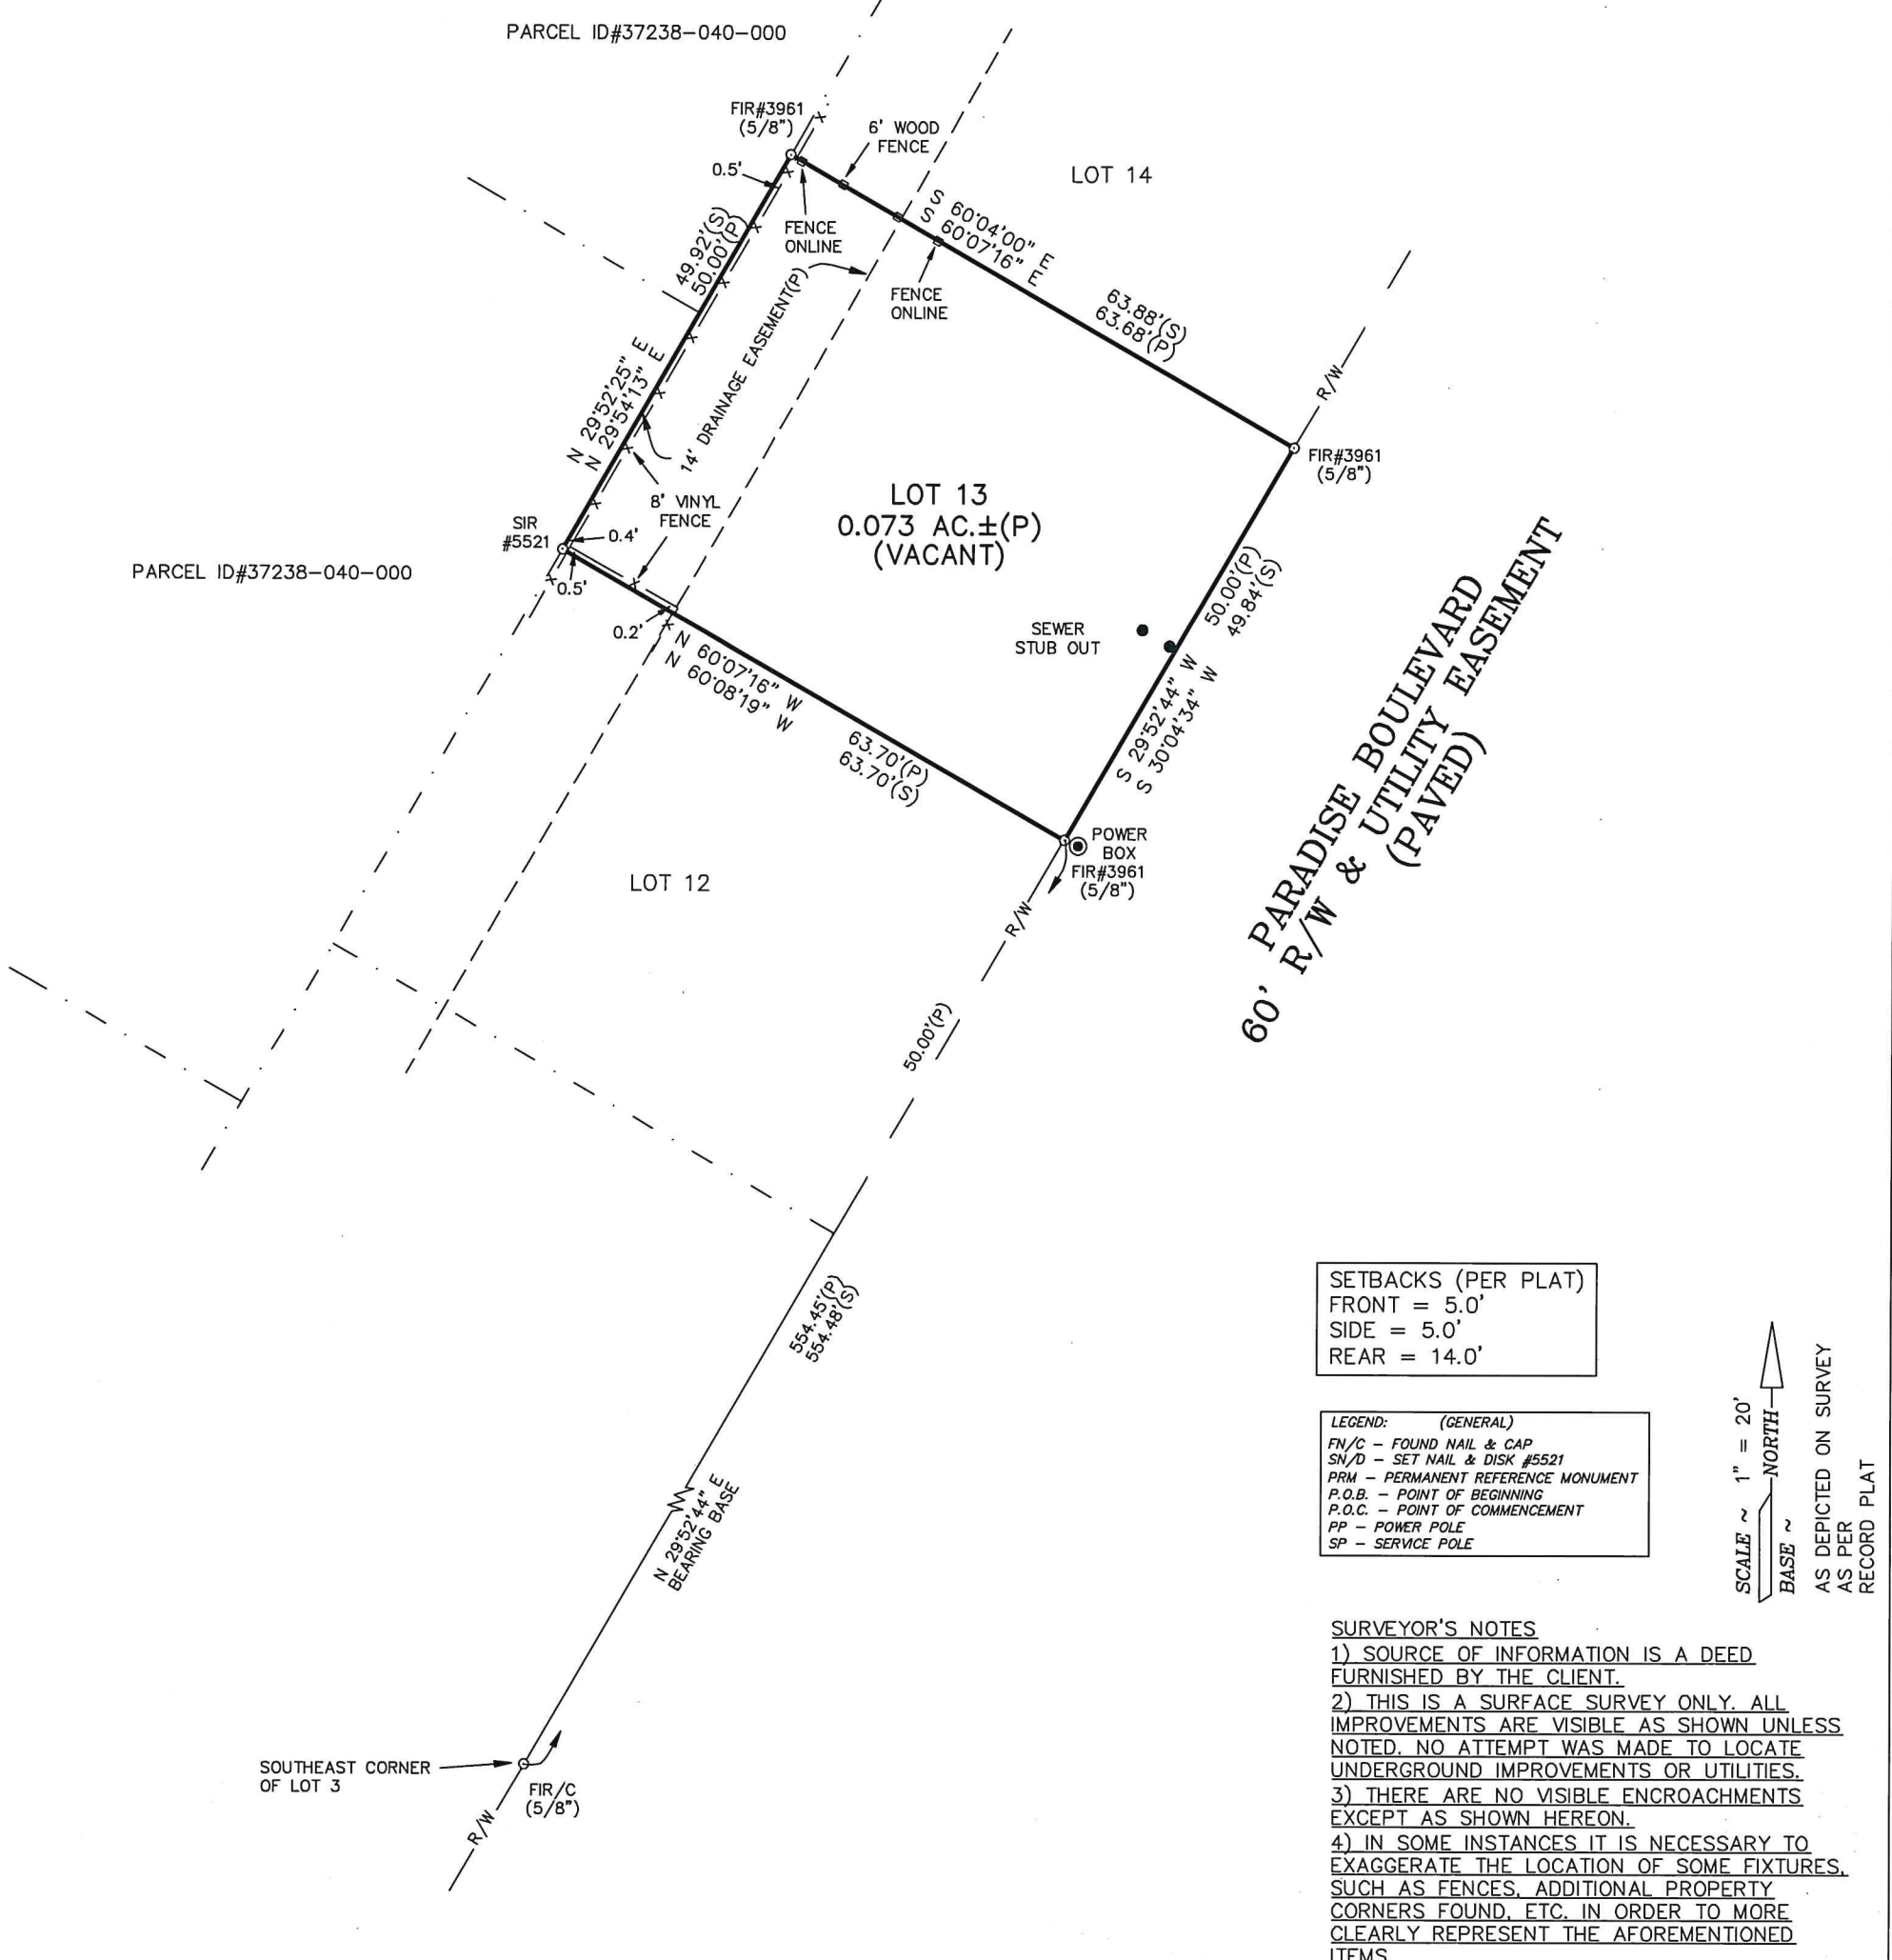 PARCEL ID#37238-040-000
FIR#3961
(5/8")
6' WOOD
FENCE
LOT 14
0.5'
FENCE
ONLINE
S 60°04'00" E
S 60°07'16" E
49.92'(S)
50.00'(P)
14' DRAINAGE EASEMENT(P)
FENCE
ONLINE
63.88'(S)
63.68'(P)
R/W
N 29°52'25" E
N 29°54'13" E
FIR#3961
(5/8")
LOT 13
0.073 AC.±(P)
(VACANT)
8' VINYL
FENCE
SIR
#5521
0.4'
PARCEL ID#37238-040-000
0.5'
0.2'
50.00'(P)
49.84'(S)
SEWER
STUB OUT
N 60°07'16" W
N 60°08'19" W
S 29°52'44" W
S 30°04'34" W
63.70'(P)
63.70'(S)
PARADISE BOULEVARD
60' R/W & UTILITY EASEMENT
(PAVED)
POWER
BOX
FIR#3961
(5/8")
LOT 12
R/W
50.00'(P)
554.45'(P)
554.48'(S)
N 29°52'44" E
BEARING BASE
SOUTHEAST CORNER
OF LOT 3
FIR/C
(5/8")
R/W
SETBACKS (PER PLAT)
FRONT = 5.0'
SIDE = 5.0'
REAR = 14.0'
LEGEND: (GENERAL)
FN/C - FOUND NAIL & CAP
SN/D - SET NAIL & DISK #5521
PRM - PERMANENT REFERENCE MONUMENT
P.O.B. - POINT OF BEGINNING
P.O.C. - POINT OF COMMENCEMENT
PP - POWER POLE
SP - SERVICE POLE
SCALE ~ 1" = 20'
NORTH
BASE ~
AS DEPICTED ON SURVEY
AS PER
RECORD PLAT
SURVEYOR'S NOTES
1) SOURCE OF INFORMATION IS A DEED
FURNISHED BY THE CLIENT.
2) THIS IS A SURFACE SURVEY ONLY. ALL
IMPROVEMENTS ARE VISIBLE AS SHOWN UNLESS
NOTED. NO ATTEMPT WAS MADE TO LOCATE
UNDERGROUND IMPROVEMENTS OR UTILITIES.
3) THERE ARE NO VISIBLE ENCROACHMENTS
EXCEPT AS SHOWN HEREON.
4) IN SOME INSTANCES IT IS NECESSARY TO
EXAGGERATE THE LOCATION OF SOME FIXTURES,
SUCH AS FENCES, ADDITIONAL PROPERTY
CORNERS FOUND, ETC. IN ORDER TO MORE
CLEARLY REPRESENT THE AFOREMENTIONED
ITEMS